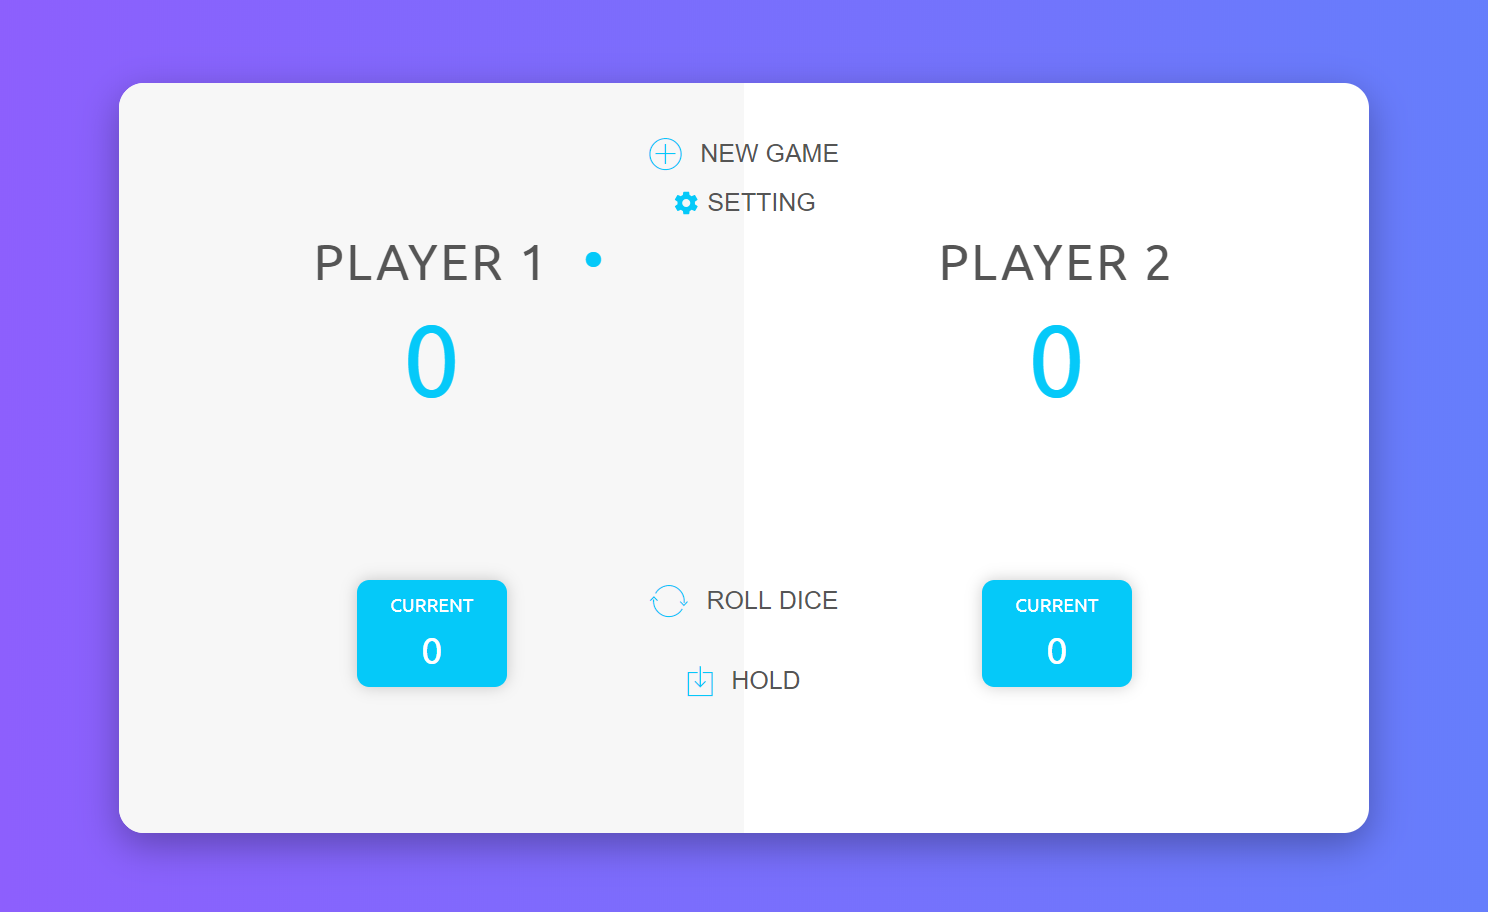 NEW GAME
SETTING
PLAYER 1
PLAYER 2
0
0
CURRENT
0
ROLL DICE
HOLD
CURRENT
0